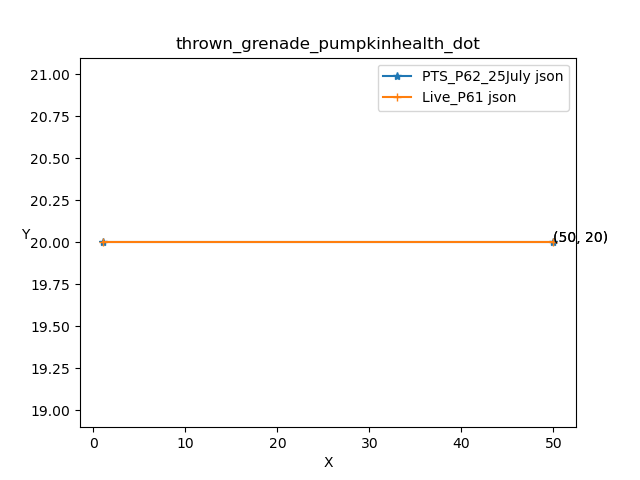 thrown_grenade_pumpkinhealth_dot
PTS_P62_25July json
Live_P61 json
21.00
20.75
20.50
20.25
Y
20.00
(50, 20)
19.75
19.50
19.25
19.00
0 10 20 30 40 50
X